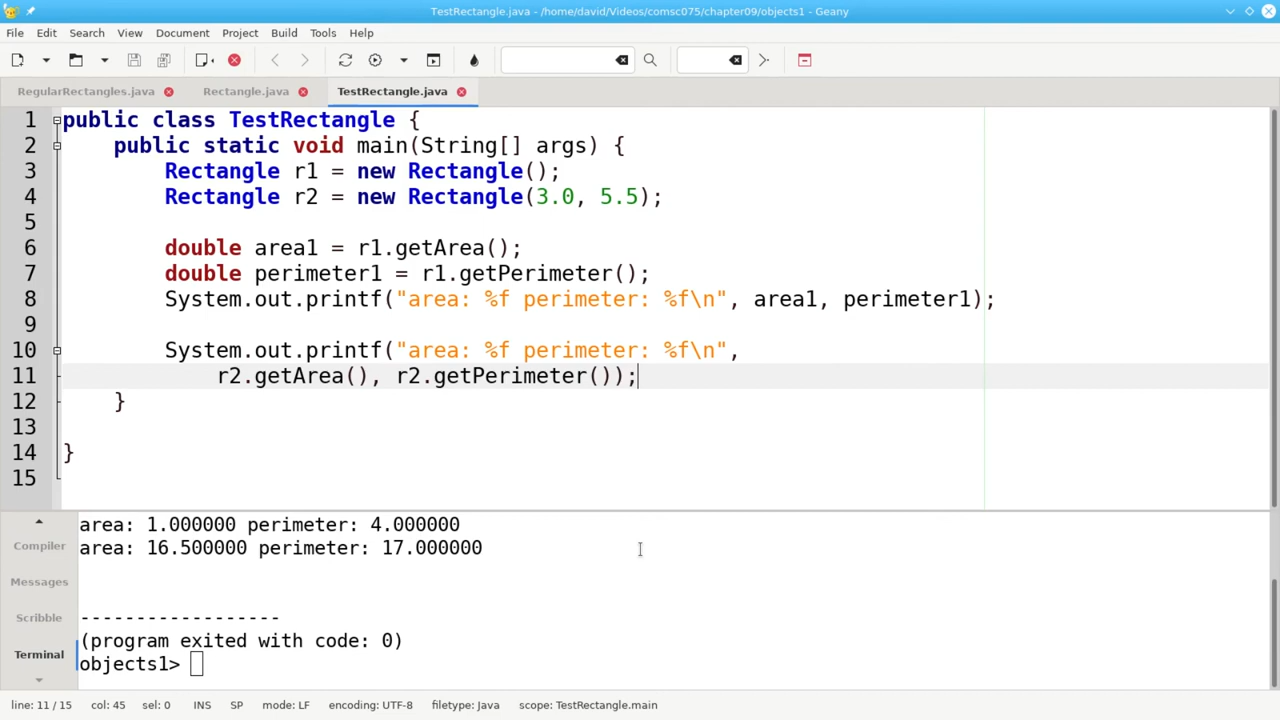 TestRectangle.java - /home/david/Videos/comsc075/chapter09/objects1 - Geany
File Edit Search View Document Project Build Tools Help
RegularRectangles.java Rectangle.java TestRectangle.java
1 public class TestRectangle {
2 public static void main(String[] args) {
3 Rectangle r1 = new Rectangle();
4 Rectangle r2 = new Rectangle(3.0, 5.5);
5
6 double area1 = r1.getArea();
7 double perimeter1 = r1.getPerimeter();
8 System.out.printf("area: %f perimeter: %f\n", area1, perimeter1);
9
10 System.out.printf("area: %f perimeter: %f\n",
11 r2.getArea(), r2.getPerimeter());
12 }
13
14 }
15
area: 1.000000 perimeter: 4.000000
Compiler
area: 16.500000 perimeter: 17.000000
Messages
Scribble
------------------
(program exited with code: 0)
Terminal
objects1>
line: 11 / 15 col: 45 sel: 0 INS SP mode: LF encoding: UTF-8 filetype: Java scope: TestRectangle.main